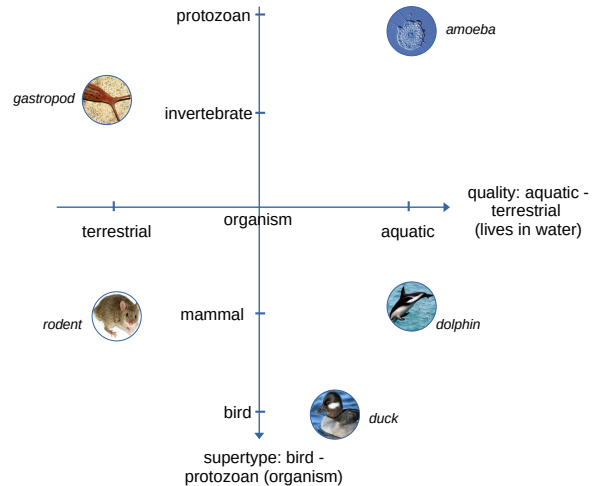 protozoan
amoeba
gastropod
invertebrate
quality: aquatic -
terrestrial
(lives in water)
organism
terrestrial
aquatic
mammal
rodent
dolphin
bird
duck
supertype: bird -
protozoan (organism)